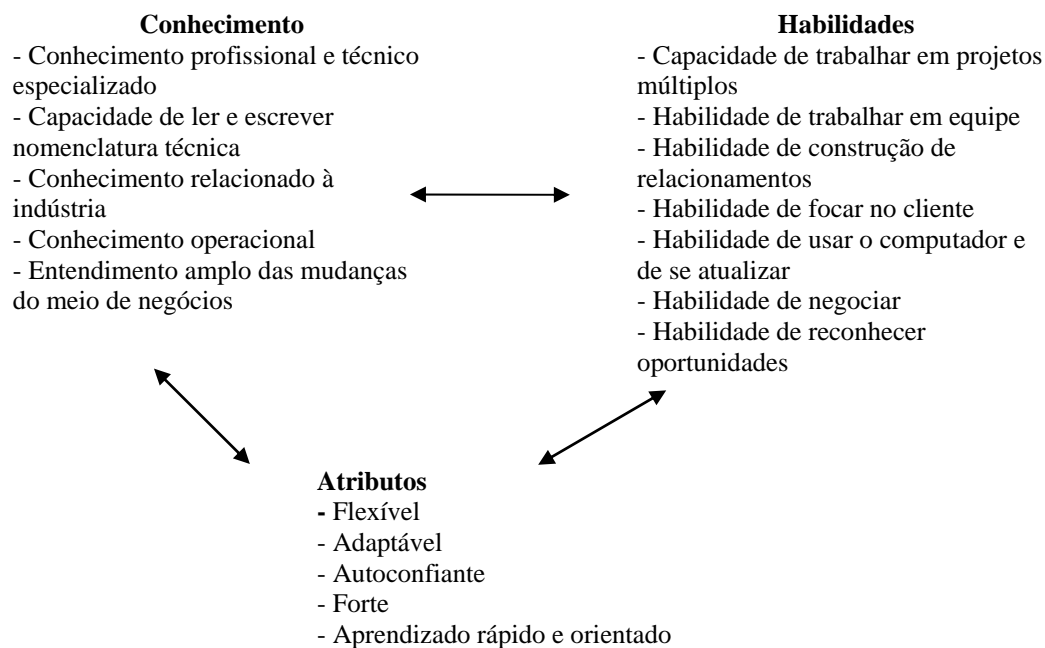 Conhecimento
- Conhecimento profissional e técnico
especializado
- Capacidade de ler e escrever
nomenclatura técnica
- Conhecimento relacionado à
indústria
- Conhecimento operacional
- Entendimento amplo das mudanças
do meio de negócios
Habilidades
- Capacidade de trabalhar em projetos
múltiplos
- Habilidade de trabalhar em equipe
- Habilidade de construção de
relacionamentos
- Habilidade de focar no cliente
- Habilidade de usar o computador e
de se atualizar
- Habilidade de negociar
- Habilidade de reconhecer
oportunidades
Atributos
- Flexível
- Adaptável
- Autoconfiante
- Forte
- Aprendizado rápido e orientado